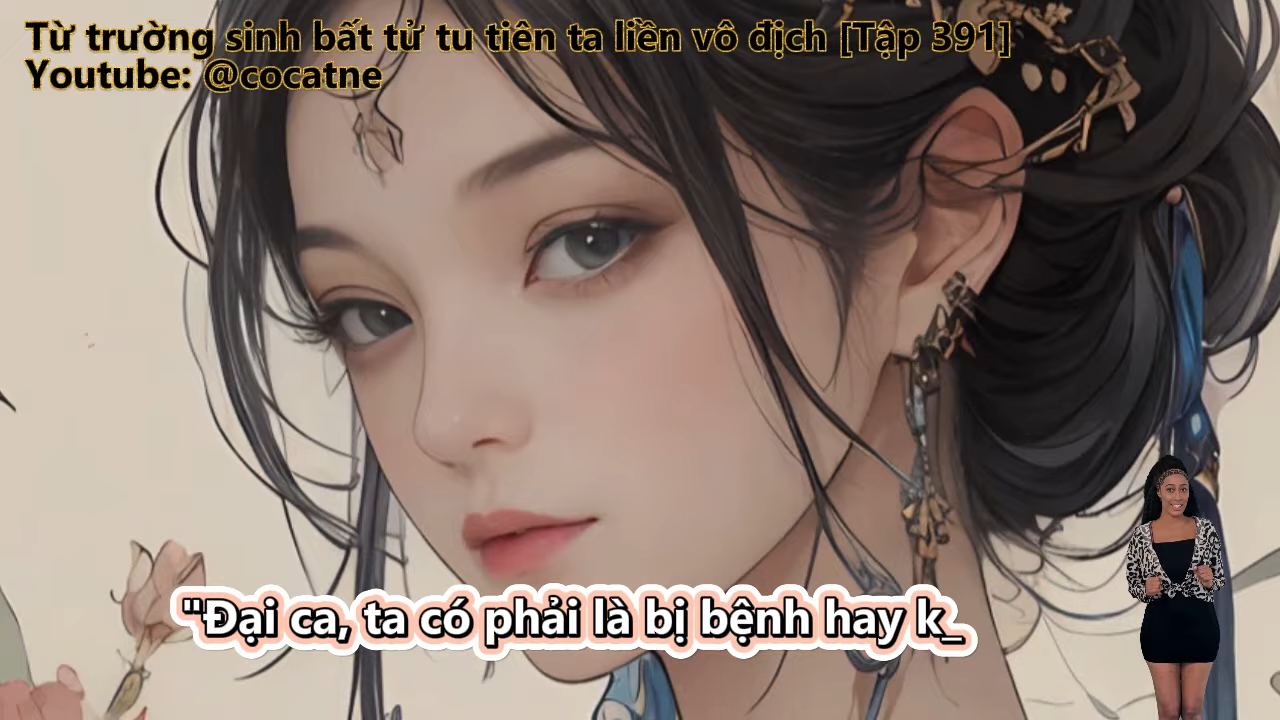 Từ trường sinh bất tử tu tiên ta liền vô địch [Tập 391]
Youtube: @cocatne
"Đại ca, ta có phải là bị bệnh hay k_